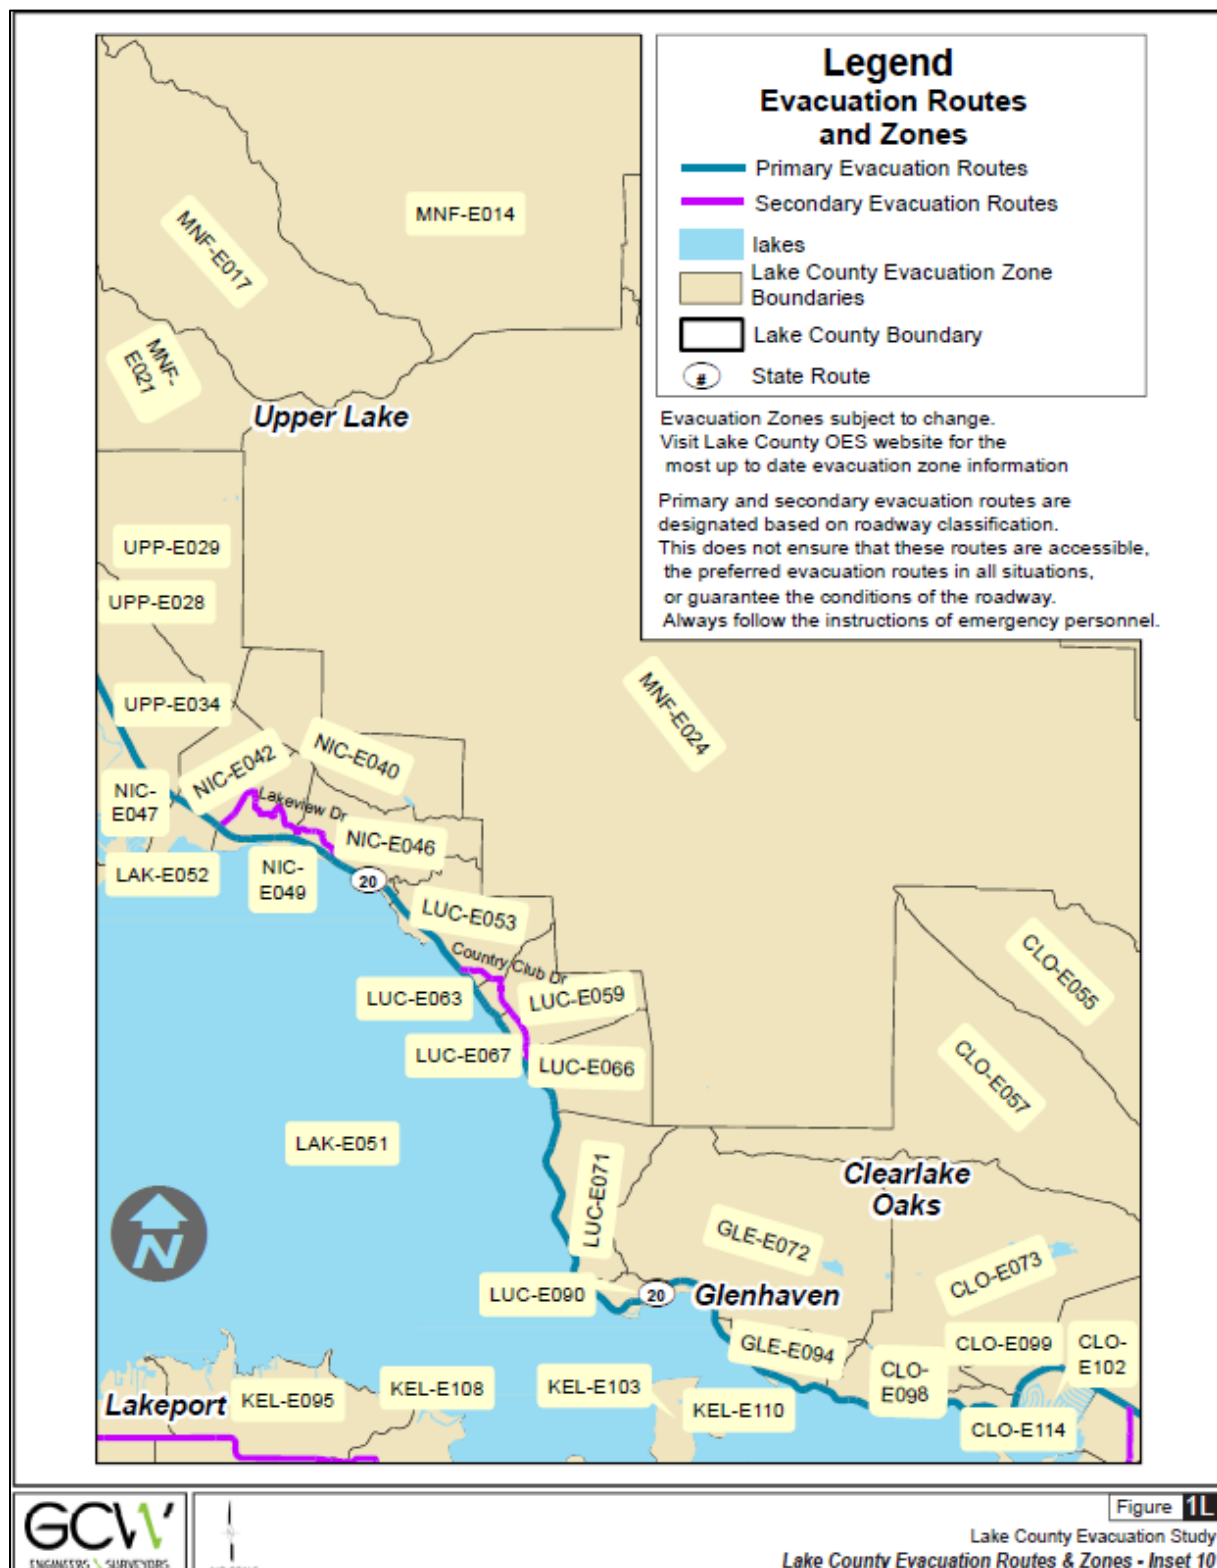 Legend
Evacuation Routes
and Zones
Primary Evacuation Routes
Secondary Evacuation Routes
lakes
Lake County Evacuation Zone
Boundaries
Lake County Boundary
#
State Route
Evacuation Zones subject to change.
Visit Lake County OES website for the
most up to date evacuation zone information
Primary and secondary evacuation routes are
designated based on roadway classification.
This does not ensure that these routes are accessible,
the preferred evacuation routes in all situations,
or guarantee the conditions of the roadway.
Always follow the instructions of emergency personnel.
MNF-E014
MNF-E017
MNF-
E021
Upper Lake
UPP-E029
UPP-E028
UPP-E034
MNF-E024
NIC-E042
NIC-E040
NIC-
E047
Lakeview Dr
NIC-E046
LAK-E052
NIC-
E049
20
LUC-E053
Country Club Dr
CLO-E055
LUC-E063
LUC-E059
LUC-E067
LUC-E066
CLO-E057
LAK-E051
LUC-E071
Clearlake
Oaks
N
GLE-E072
CLO-E073
LUC-E090
20
Glenhaven
GLE-E094
CLO-E099
CLO-
E102
CLO-
E098
Lakeport
KEL-E095
KEL-E108
KEL-E103
KEL-E110
CLO-E114
GCW
ENGINEERS \ SURVEYORS
Figure 1L
Lake County Evacuation Study
Lake County Evacuation Routes & Zones - Inset 10